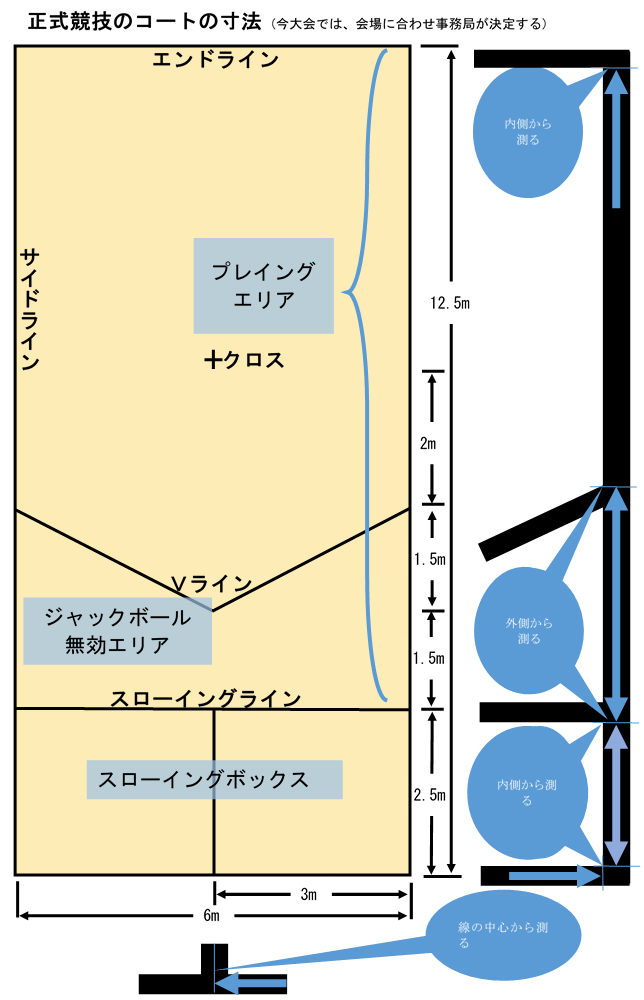 正式競技のコートの寸法（今大会では、会場に合わせ事務局が決定する）
エンドライン
内側から
測る
サイドライン
プレイング
エリア
12.5m
クロス
2m
1.5m
Vライン
ジャックボール
無効エリア
外側から
測る
1.5m
スローイングライン
スローイングボックス
2.5m
内側から測
る
3m
6m
線の中心から測
る